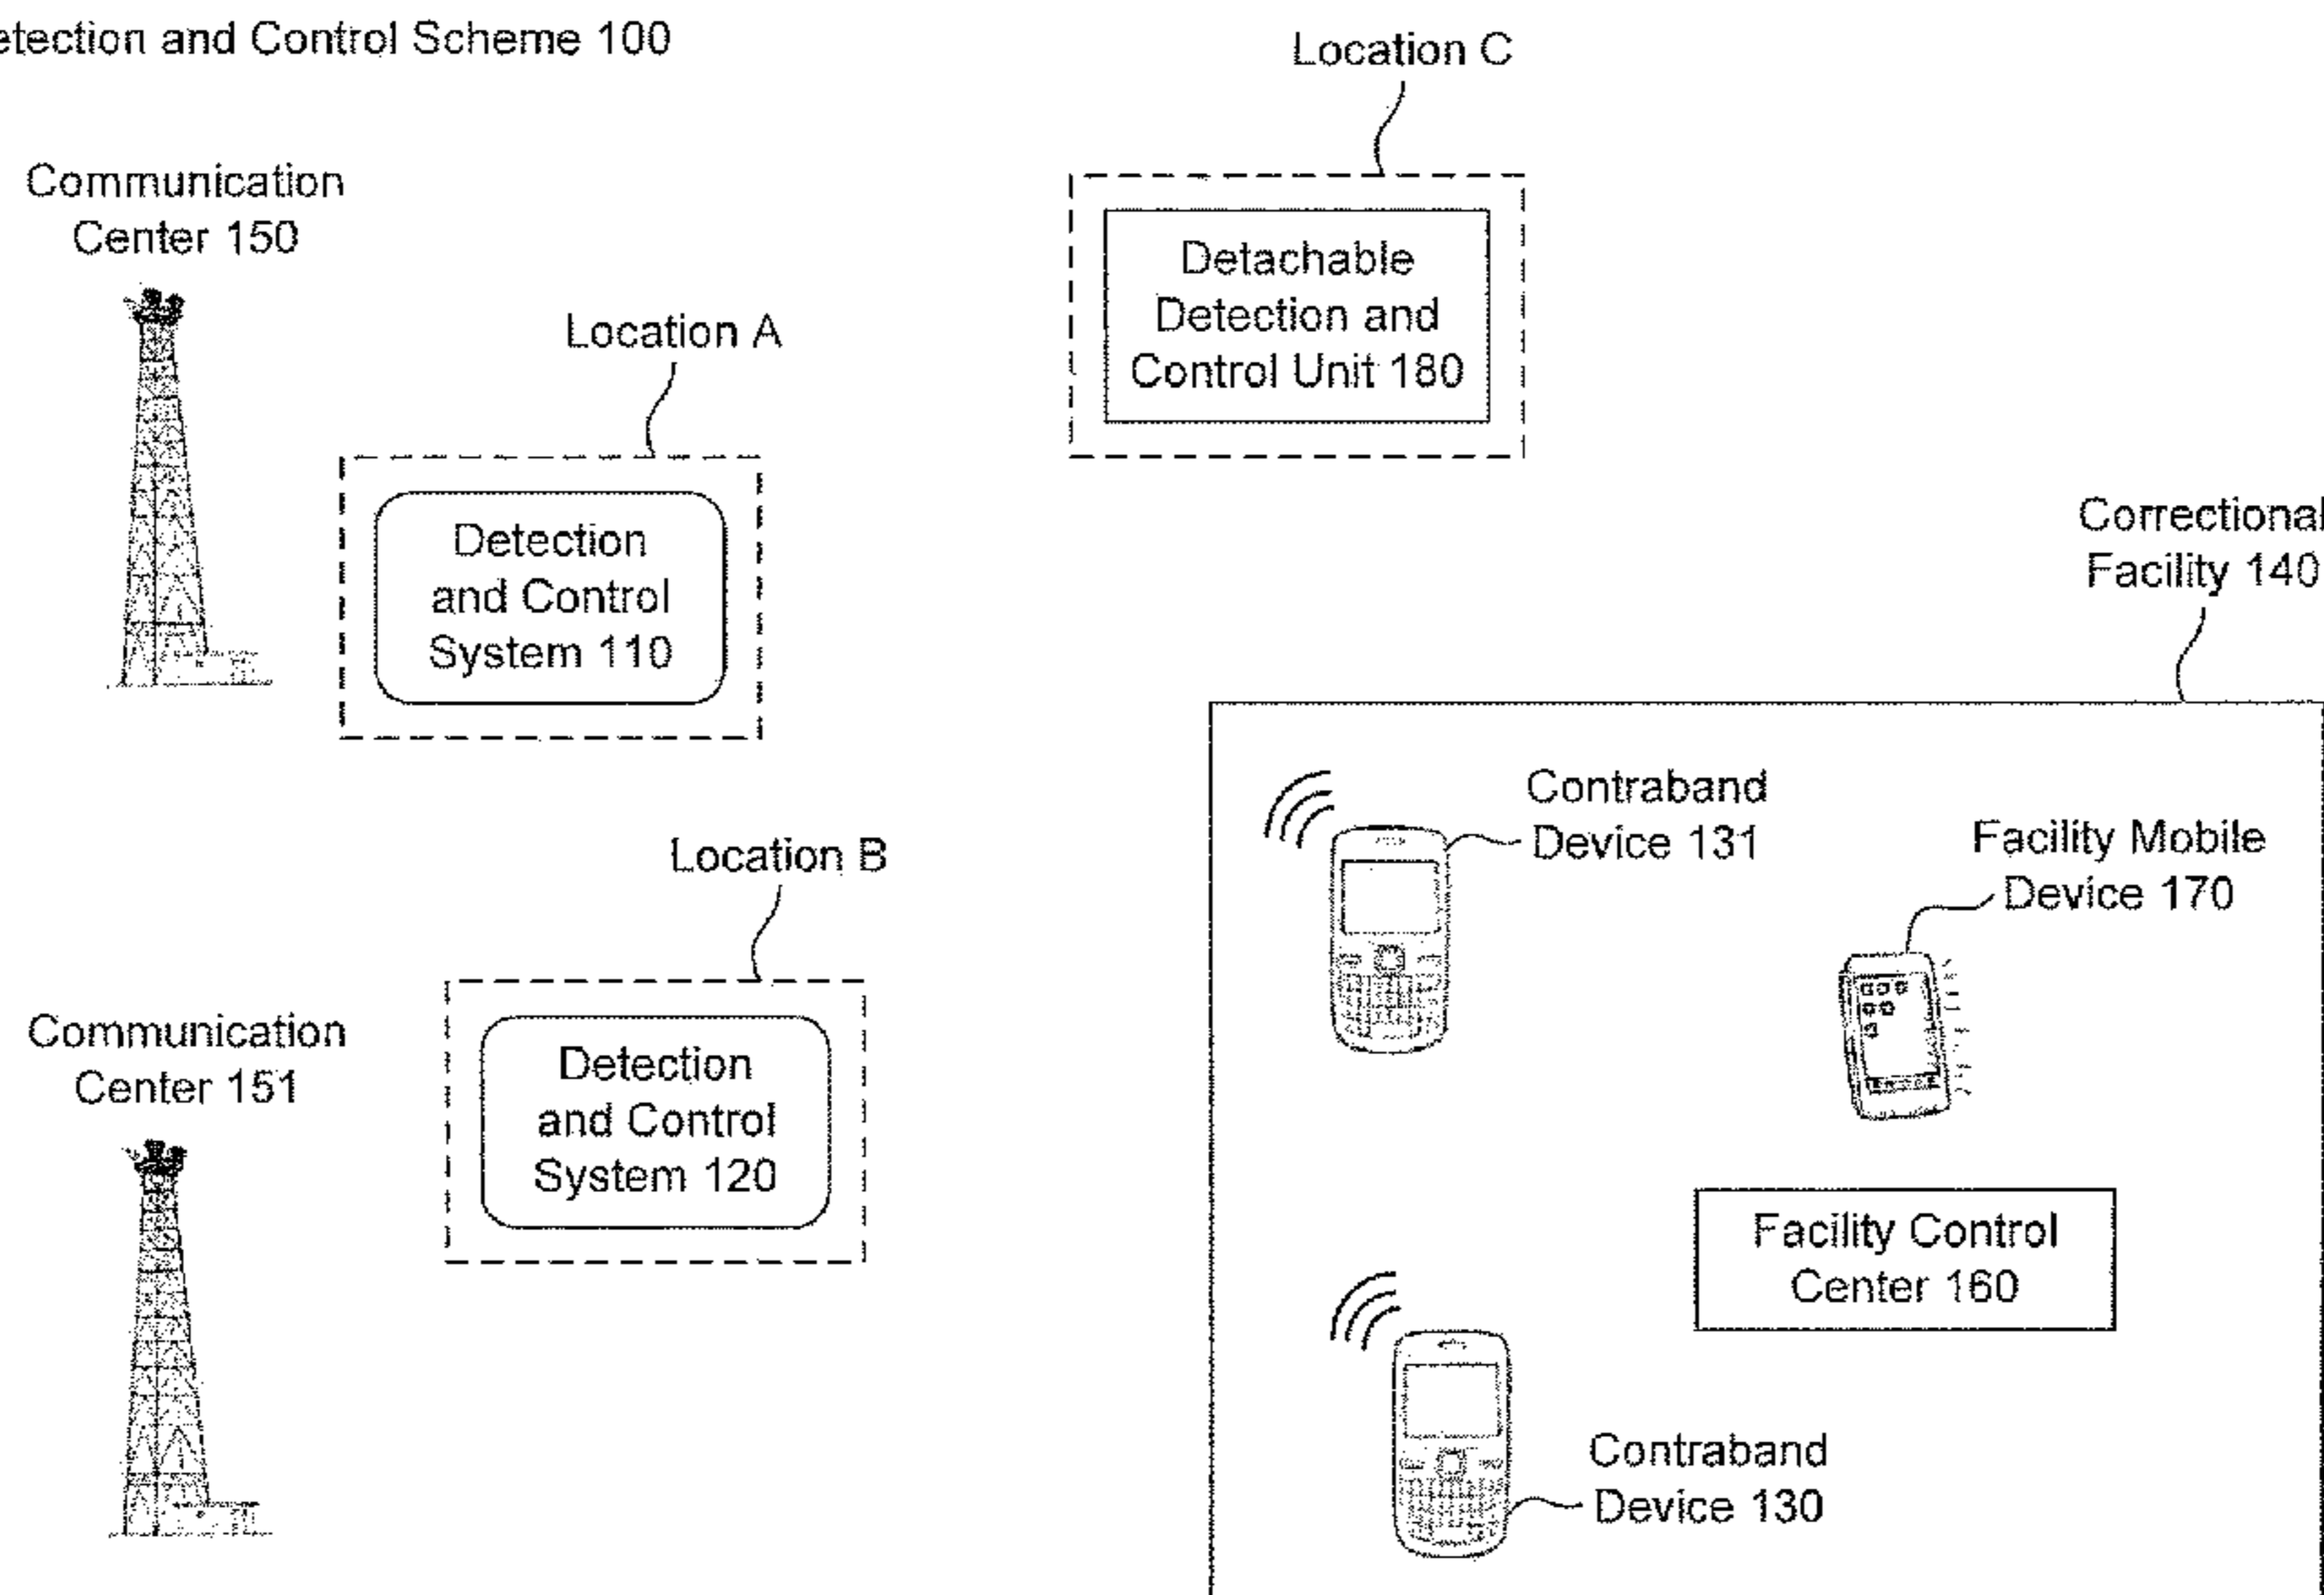 etection and Control Scheme 100
Location C
Communication
Center 150
Detachable
Detection and
Control Unit 180
Location A
Detection
and Control
System 110
Correctional
Facility 140
Contraband
Device 131
Facility Mobile
Device 170
Location B
Communication
Center 151
Detection
and Control
System 120
Facility Control
Center 160
Contraband
Device 130